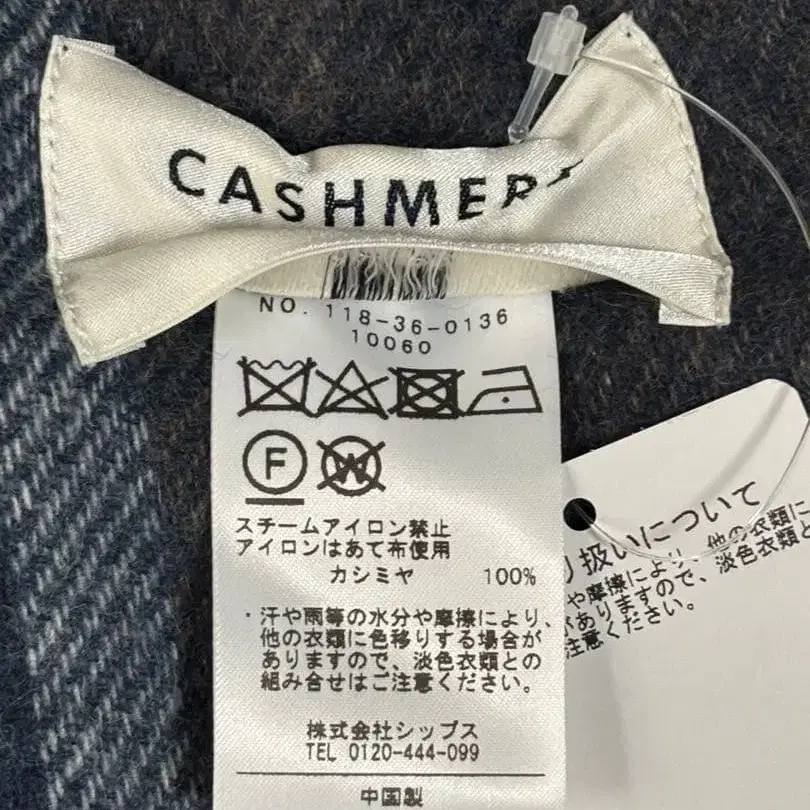 CASHMERE
NO. 118-36-0136
10060
F
W
スチームアイロン禁止
アイロンはあて布使用
カシミヤ 100%
・汗や雨等の水分や摩擦により、
他の衣類に色移りする場合が
ありますので、淡色衣類との
組み合せはご注意ください。
株式会社シップス
TEL 0120-444-099
中国製
り扱いについて
や摩擦により、他の衣類に
がありますので、淡色衣類と
注意ください。